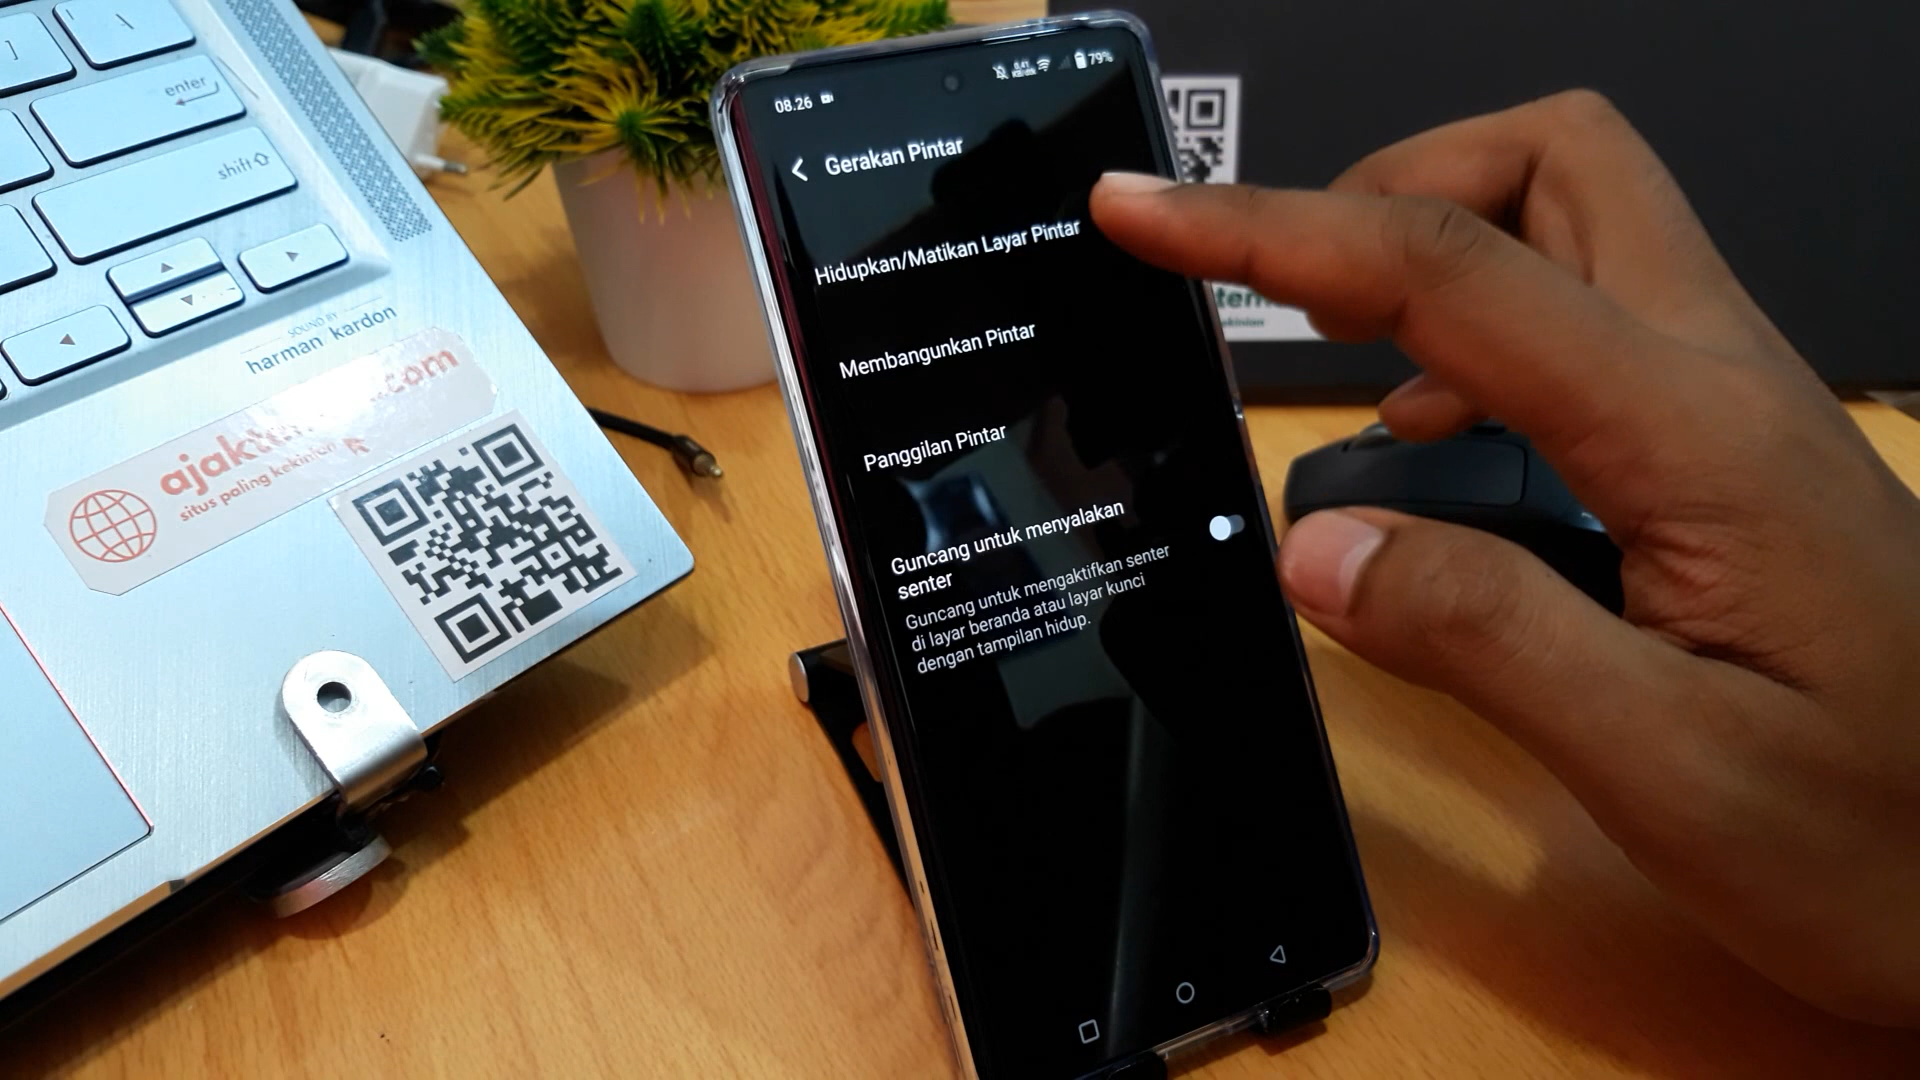 08.26
79%
Gerakan Pintar
Hidupkan/Matikan Layar Pintar
Membangunkan Pintar
Panggilan Pintar
Guncang untuk menyalakan
senter
Guncang untuk mengaktifkan senter
di layar beranda atau layar kunci
dengan tampilan hidup.
enter
shift
SOUND BY
harman kardon
.com
situs paling kekinian